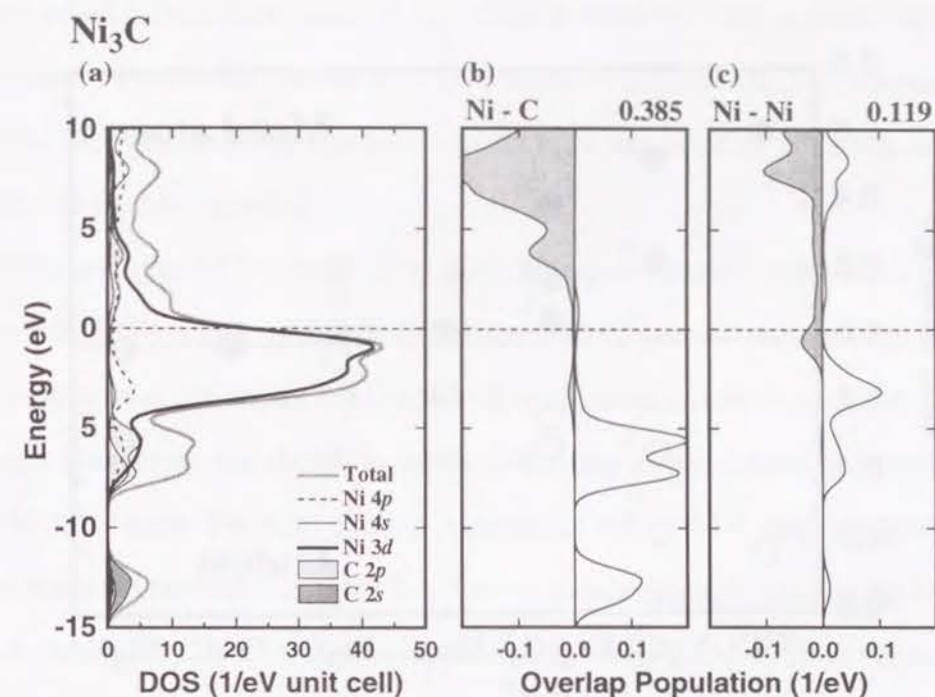 Ni3C
(a)
(b)
(c)
Ni - C 0.385
Ni - Ni 0.119
10
5
0
5
-10
-15
Energy (eV)
Total
Ni 4p
Ni 4s
Ni 3d
C 2p
C 2s
0 10 20 30 40 50
-0.1 0.0 0.1
-0.1 0.0 0.1
DOS (1/eV unit cell)
Overlap Population (1/eV)